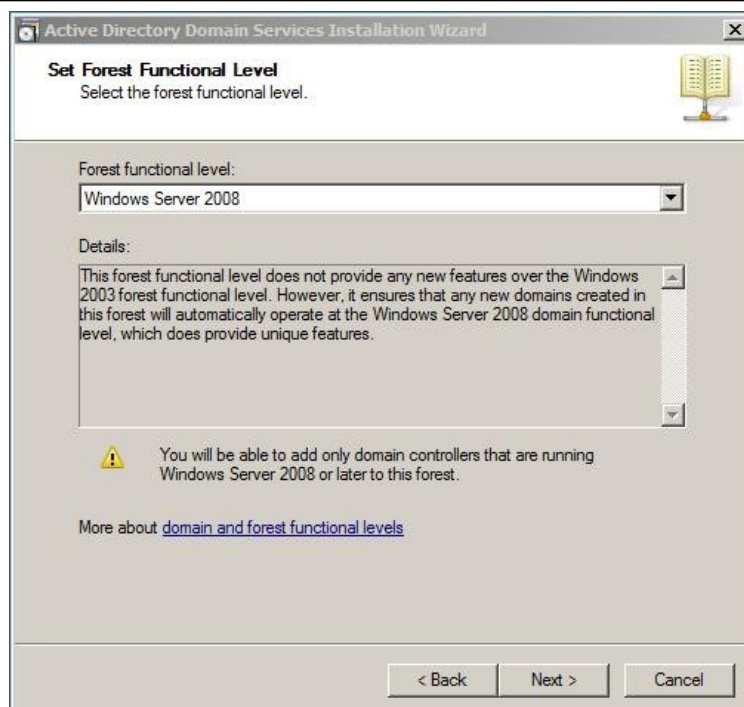 Active Directory Domain Services Installation Wizard
Set Forest Functional Level
Select the forest functional level.
Forest functional level:
Windows Server 2008
Details:
This forest functional level does not provide any new features over the Windows
2003 forest functional level. However, it ensures that any new domains created in
this forest will automatically operate at the Windows Server 2008 domain functional
level, which does provide unique features.
You will be able to add only domain controllers that are running
Windows Server 2008 or later to this forest.
More about domain and forest functional levels
< Back Next > Cancel